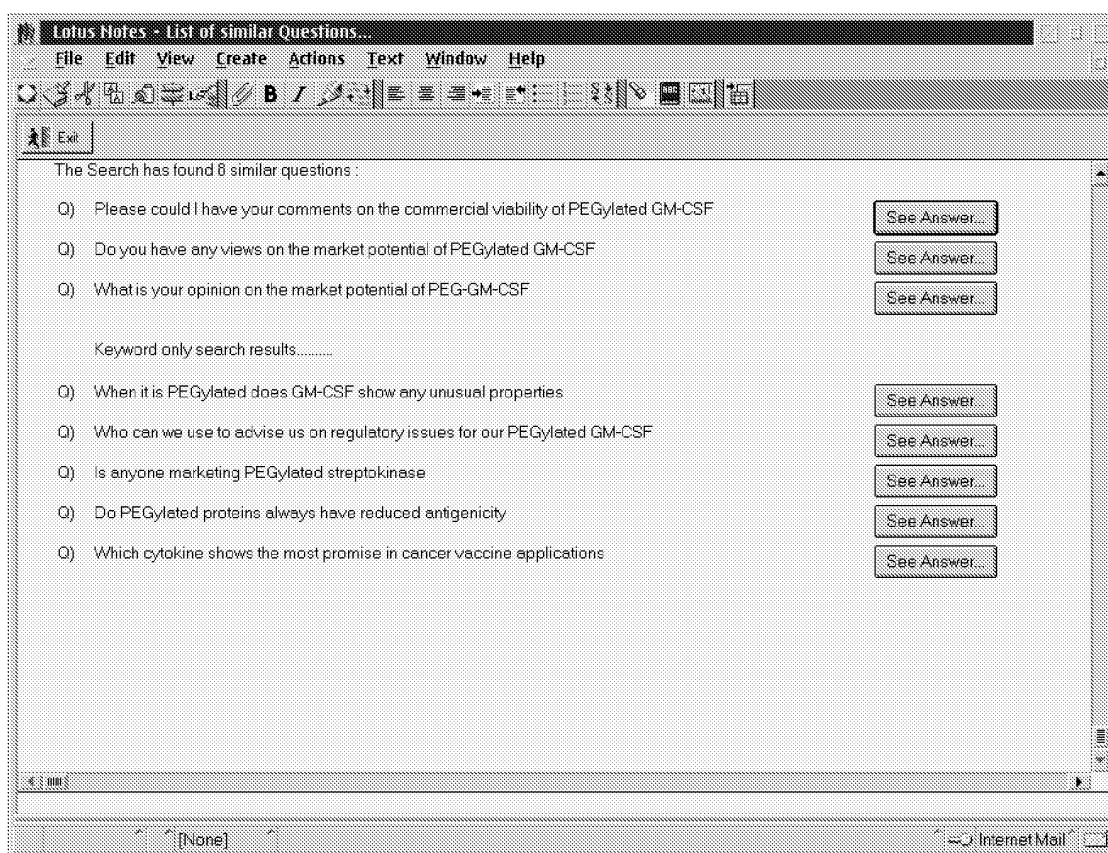 Lotus Notes - List of similar Questions...
File Edit View Create Actions Text Window Help
Exit
The Search has found 8 similar questions :
Q) Please could I have your comments on the commercial viability of PEGylated GM-CSF See Answer...
Q) Do you have any views on the market potential of PEGylated GM-CSF See Answer...
Q) What is your opinion on the market potential of PEG-GM-CSF See Answer...
Keyword only search results.........
Q) When it is PEGylated does GM-CSF show any unusual properties See Answer...
Q) Who can we use to advise us on regulatory issues for our PEGylated GM-CSF See Answer...
Q) Is anyone marketing PEGylated streptokinase See Answer...
Q) Do PEGylated proteins always have reduced antigenicity See Answer...
Q) Which cytokine shows the most promise in cancer vaccine applications See Answer...
[None] Internet Mail